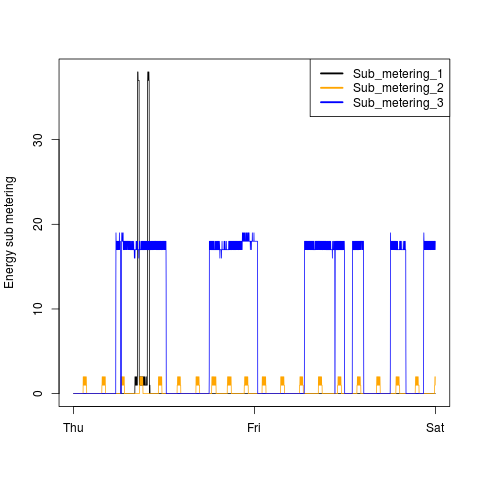 Sub_metering_1
Sub_metering_2
Sub_metering_3
Energy sub metering
30
20
10
0
Thu Fri Sat